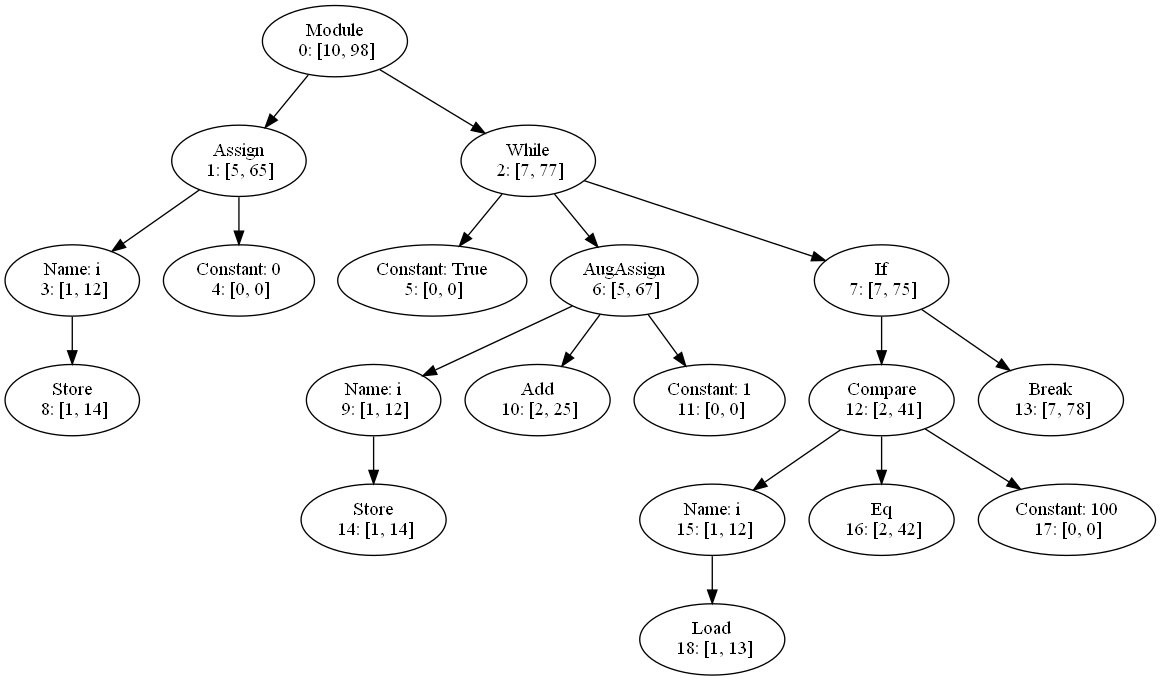 Module
0: [10, 98]
Assign
1: [5, 65]
While
2: [7, 77]
Name: i
3: [1, 12]
Constant: 0
4: [0, 0]
Constant: True
5: [0, 0]
AugAssign
6: [5, 67]
If
7: [7, 75]
Store
8: [1, 14]
Name: i
9: [1, 12]
Add
10: [2, 25]
Constant: 1
11: [0, 0]
Compare
12: [2, 41]
Break
13: [7, 78]
Store
14: [1, 14]
Name: i
15: [1, 12]
Eq
16: [2, 42]
Constant: 100
17: [0, 0]
Load
18: [1, 13]